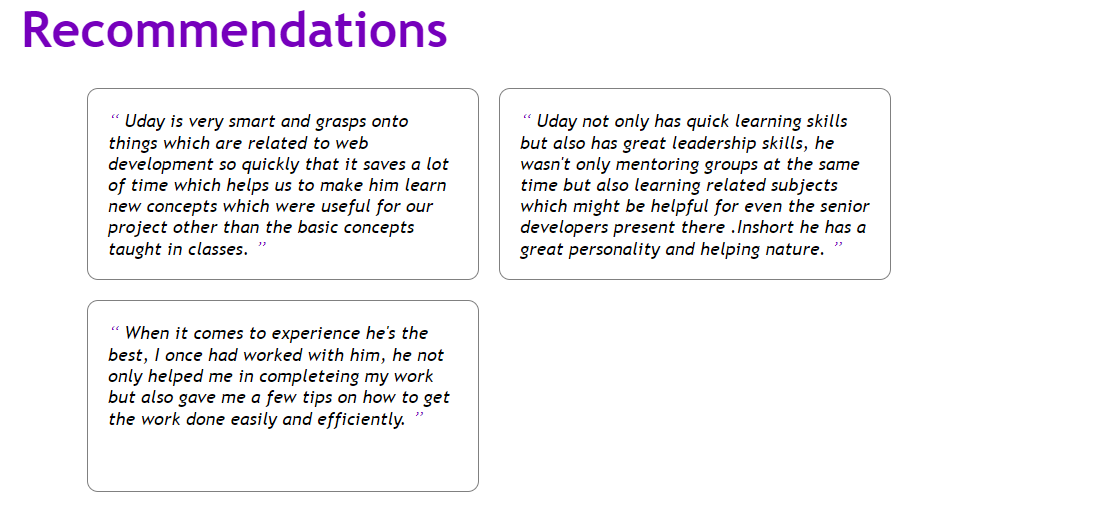 Recommendations
“ Uday is very smart and grasps onto
things which are related to web
development so quickly that it saves a lot
of time which helps us to make him learn
new concepts which were useful for our
project other than the basic concepts
taught in classes. ”
“ Uday not only has quick learning skills
but also has great leadership skills, he
wasn't only mentoring groups at the same
time but also learning related subjects
which might be helpful for even the senior
developers present there .Inshort he has a
great personality and helping nature. ”
“ When it comes to experience he's the
best, I once had worked with him, he not
only helped me in completeing my work
but also gave me a few tips on how to get
the work done easily and efficiently. ”